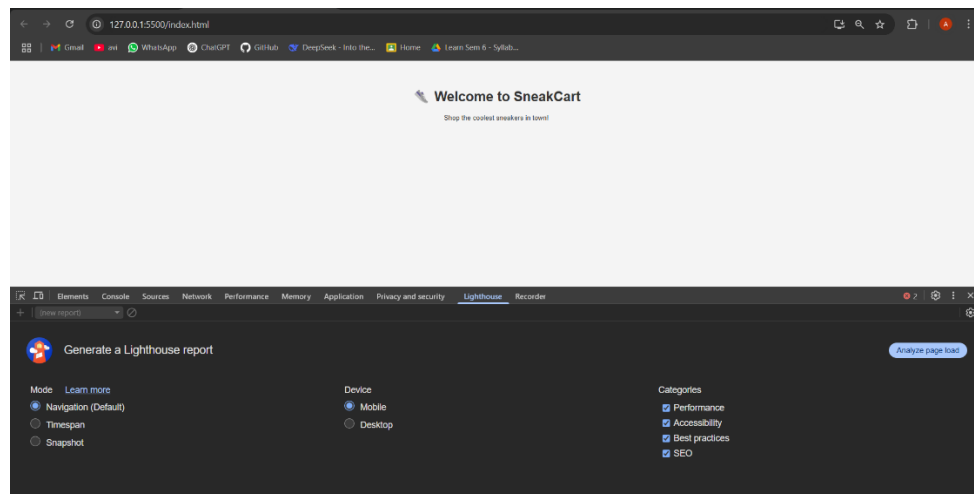 127.0.0.1:5500/index.html
Gmail avi WhatsApp ChatGPT GitHub DeepSeek - Into the... Home Learn Sem 6 - Syllab...
Welcome to SneakCart
Shop the coolest sneakers in town!
Elements Console Sources Network Performance Memory Application Privacy and security Lighthouse Recorder 2
(new report)
Generate a Lighthouse report
Analyze page load
Mode Learn more
Navigation (Default)
Timespan
Snapshot
Device
Mobile
Desktop
Categories
Performance
Accessibility
Best practices
SEO